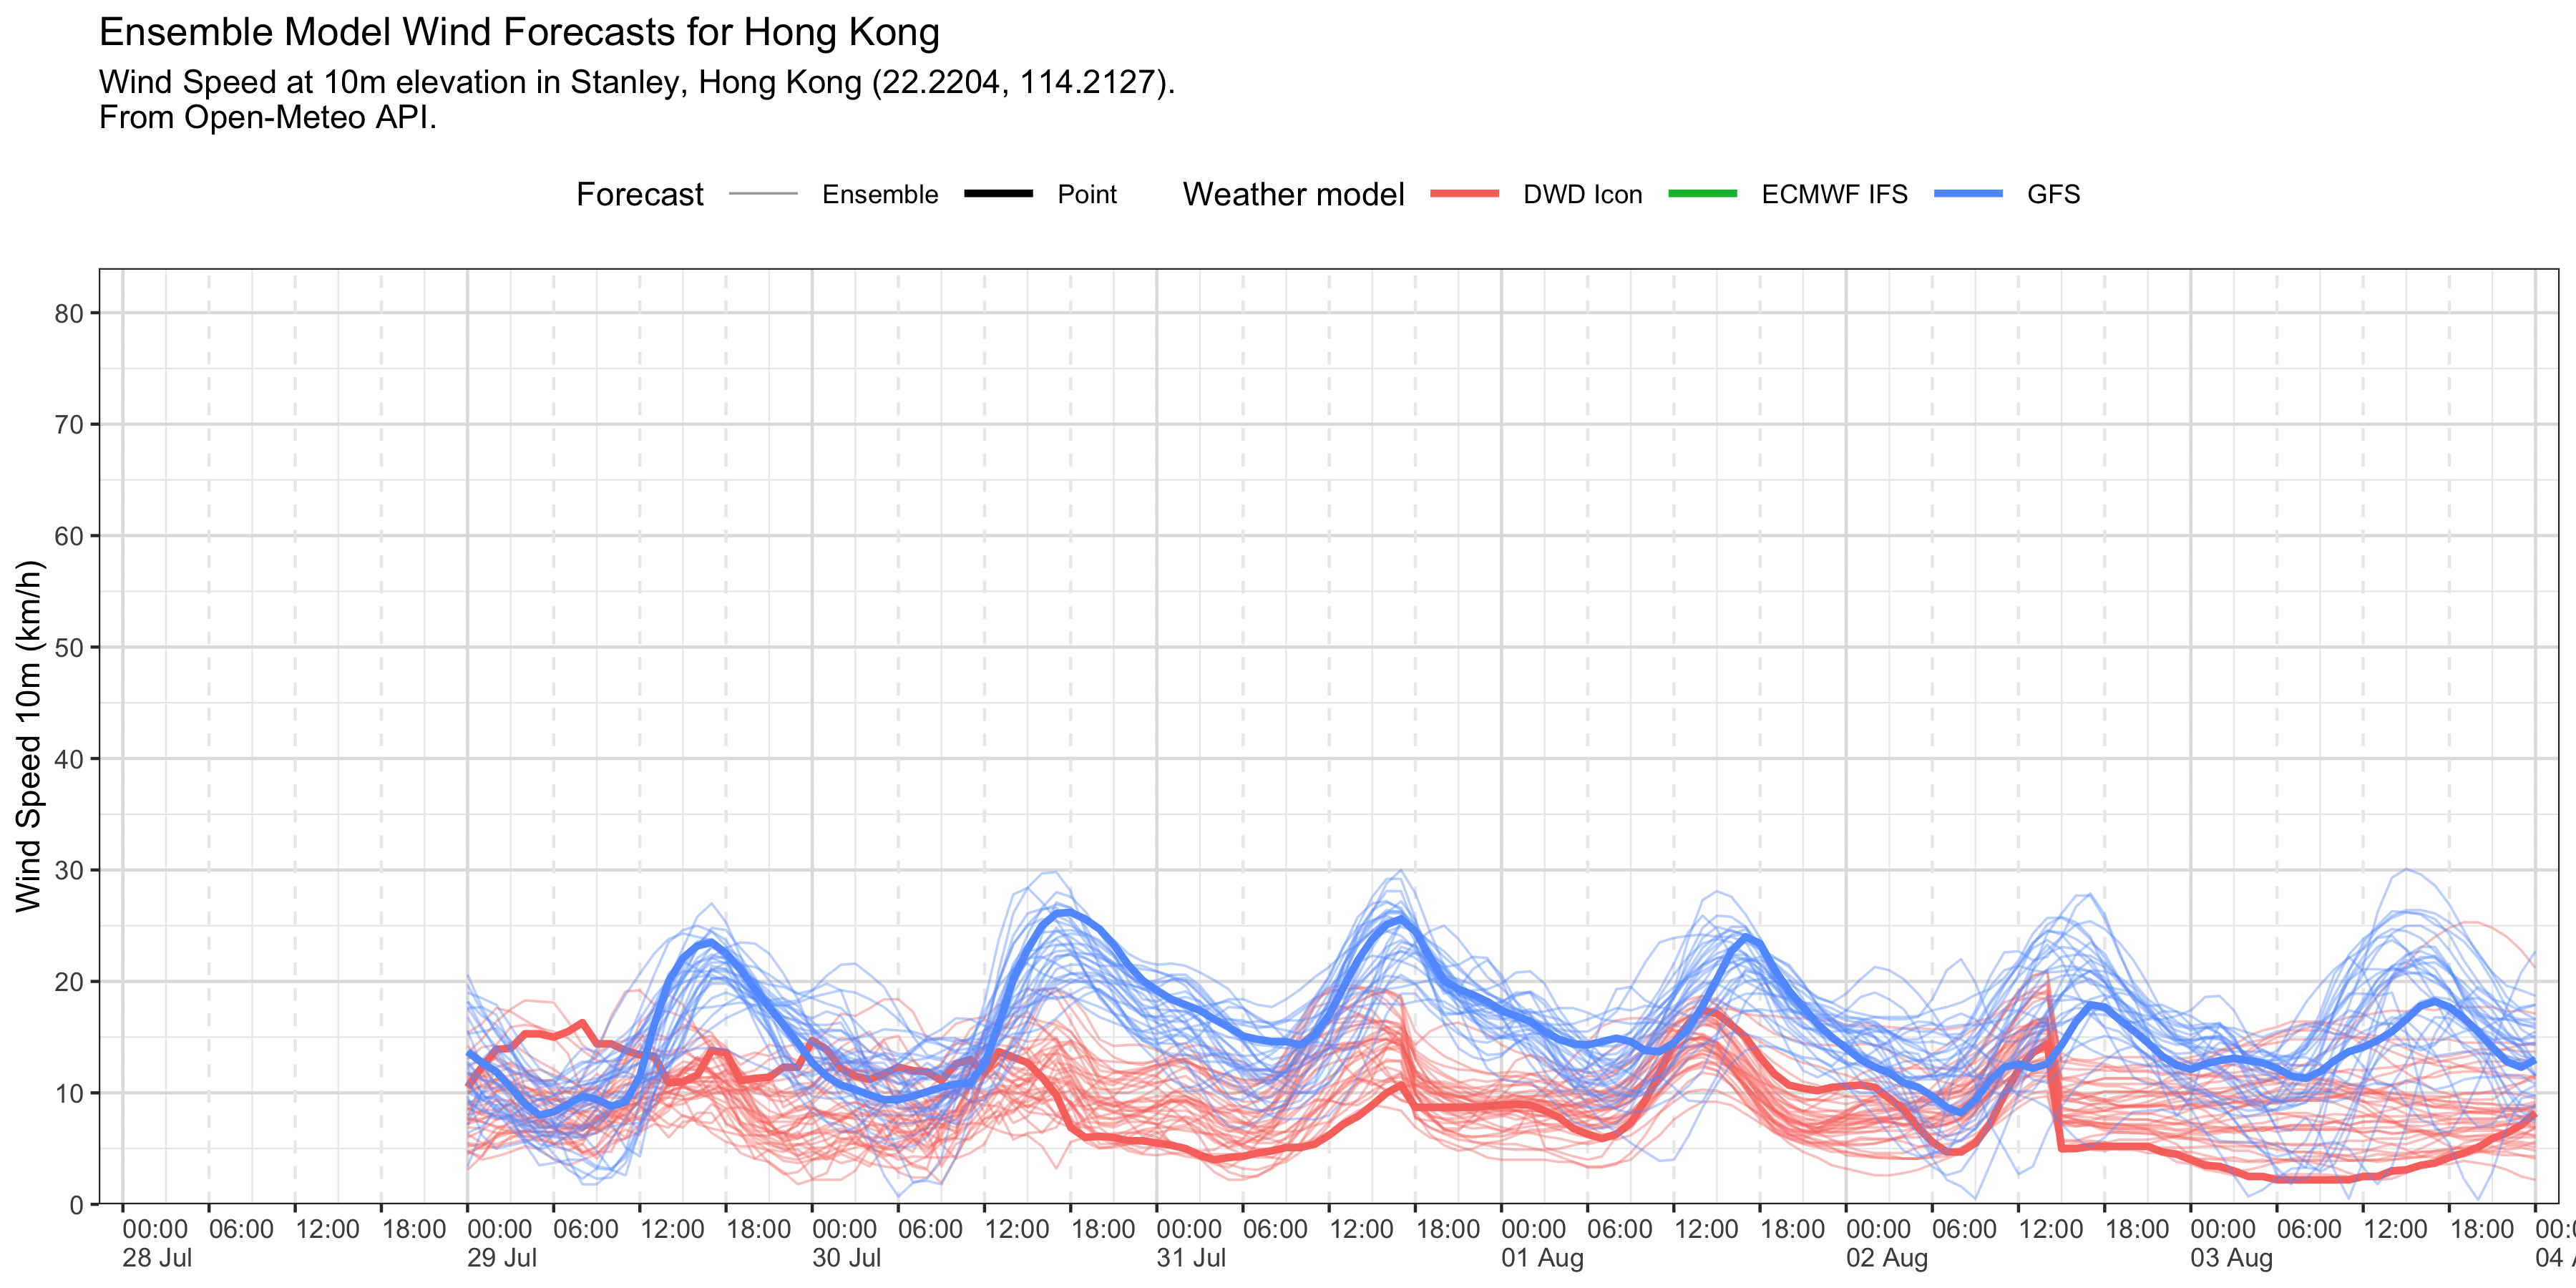 Ensemble Model Wind Forecasts for Hong Kong
Wind Speed at 10m elevation in Stanley, Hong Kong (22.2204, 114.2127).
From Open-Meteo API.
Forecast Ensemble Point Weather model DWD Icon ECMWF IFS GFS
Wind Speed 10m (km/h)
80
70
60
50
40
30
20
10
0
00:00 06:00 12:00 18:00 00:00 06:00 12:00 18:00 00:00 06:00 12:00 18:00 00:00 06:00 12:00 18:00 00:00 06:00 12:00 18:00 00:00 06:00 12:00 18:00 00:00 06:00 12:00 18:00
28 Jul 29 Jul 30 Jul 31 Jul 01 Aug 02 Aug 03 Aug 04